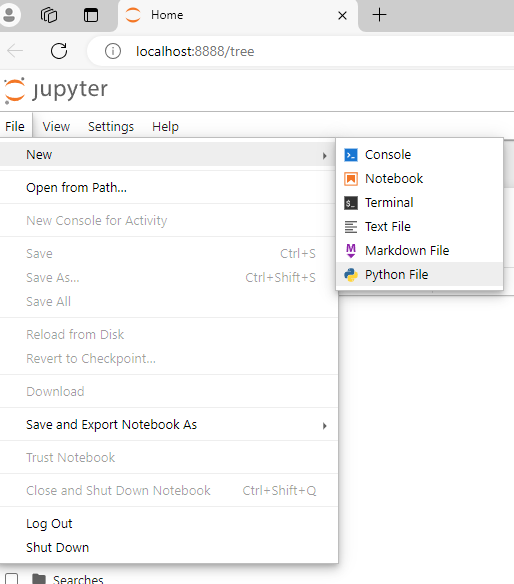 Home
localhost:8888/tree
jupyter
File View Settings Help
New
Console
Notebook
Terminal
Text File
Markdown File
Python File
Open from Path...
New Console for Activity
Save Ctrl+S
Save As... Ctrl+Shift+S
Save All
Reload from Disk
Revert to Checkpoint...
Download
Save and Export Notebook As
Trust Notebook
Close and Shut Down Notebook Ctrl+Shift+Q
Log Out
Shut Down
Searches